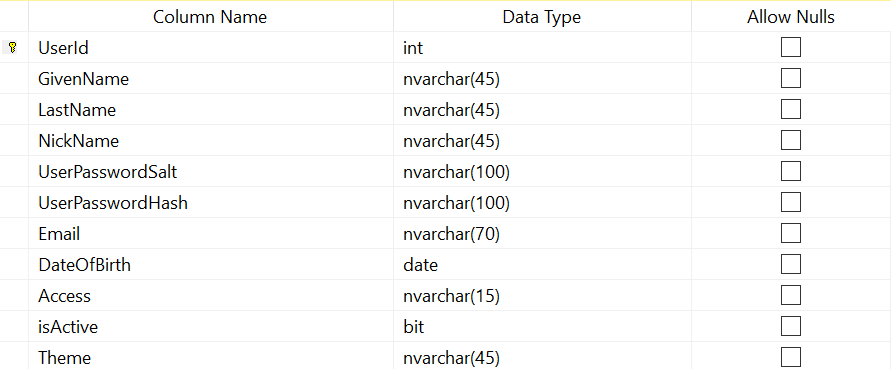 Column Name Data Type Allow Nulls
UserId int
GivenName nvarchar(45)
LastName nvarchar(45)
NickName nvarchar(45)
UserPasswordSalt nvarchar(100)
UserPasswordHash nvarchar(100)
Email nvarchar(70)
DateOfBirth date
Access nvarchar(15)
isActive bit
Theme nvarchar(45)